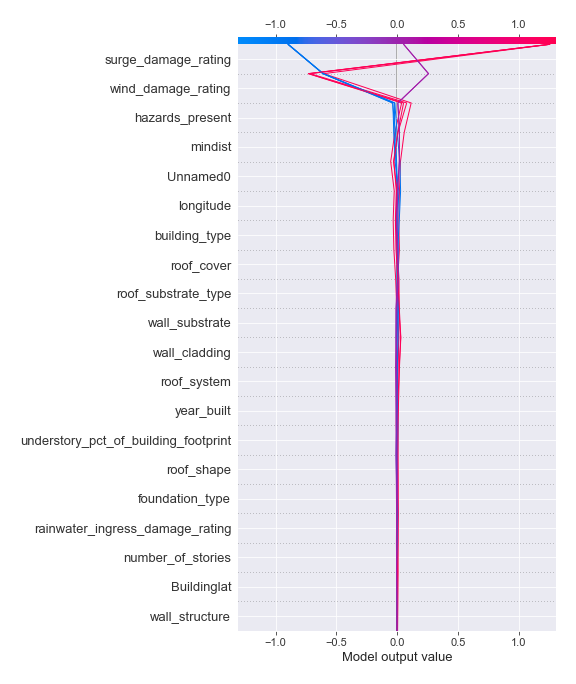 −1.0 −0.5 0.0 0.5 1.0
surge_damage_rating
wind_damage_rating
hazards_present
mindist
Unnamed0
longitude
building_type
roof_cover
roof_substrate_type
wall_substrate
wall_cladding
roof_system
year_built
understory_pct_of_building_footprint
roof_shape
foundation_type
rainwater_ingress_damage_rating
number_of_stories
Buildinglat
wall_structure
−1.0 −0.5 0.0 0.5 1.0
Model output value